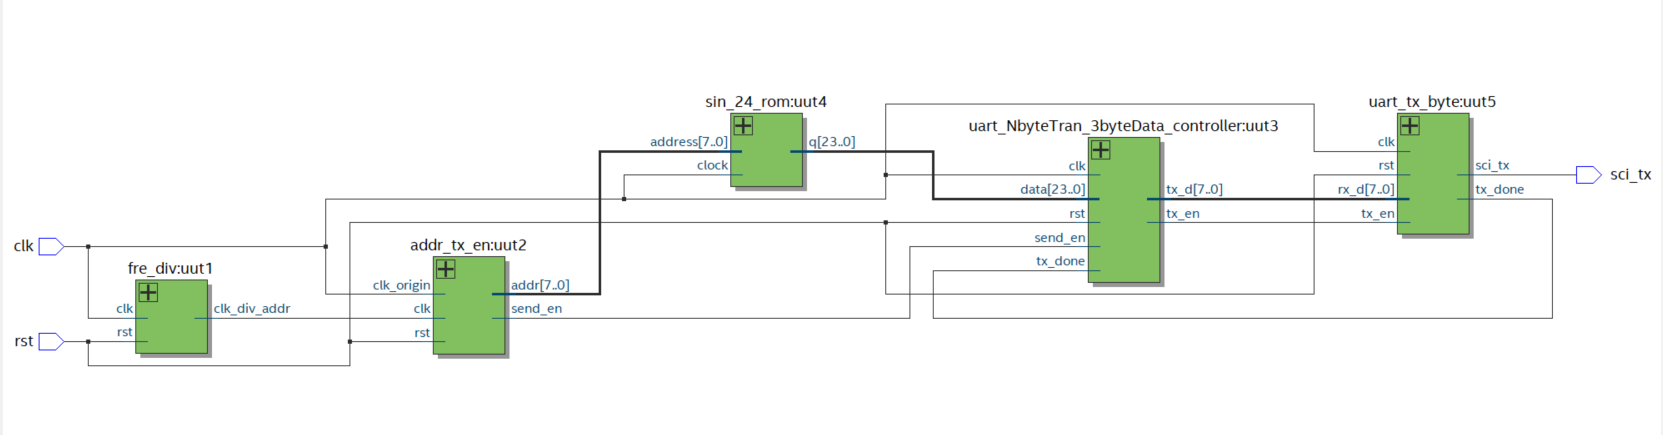 clk
rst
fre_div:uut1
clk
rst
clk_div_addr
addr_tx_en:uut2
clk_origin
clk
rst
addr[7..0]
send_en
sin_24_rom:uut4
address[7..0]
clock
q[23..0]
uart_NbyteTran_3byteData_controller:uut3
clk
data[23..0]
rst
send_en
tx_done
tx_d[7..0]
tx_en
uart_tx_byte:uut5
clk
rst
rx_d[7..0]
tx_en
sci_tx
tx_done
sci_tx